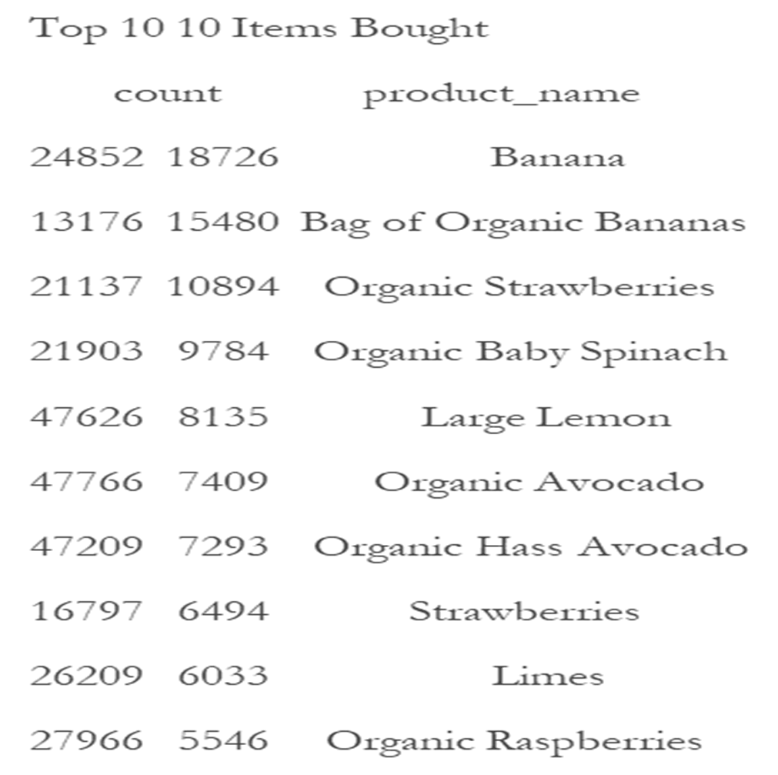 Top 10 10 Items Bought
count product_name
24852 18726 Banana
13176 15480 Bag of Organic Bananas
21137 10894 Organic Strawberries
21903 9784 Organic Baby Spinach
47626 8135 Large Lemon
47766 7409 Organic Avocado
47209 7293 Organic Hass Avocado
16797 6494 Strawberries
26209 6033 Limes
27966 5546 Organic Raspberries